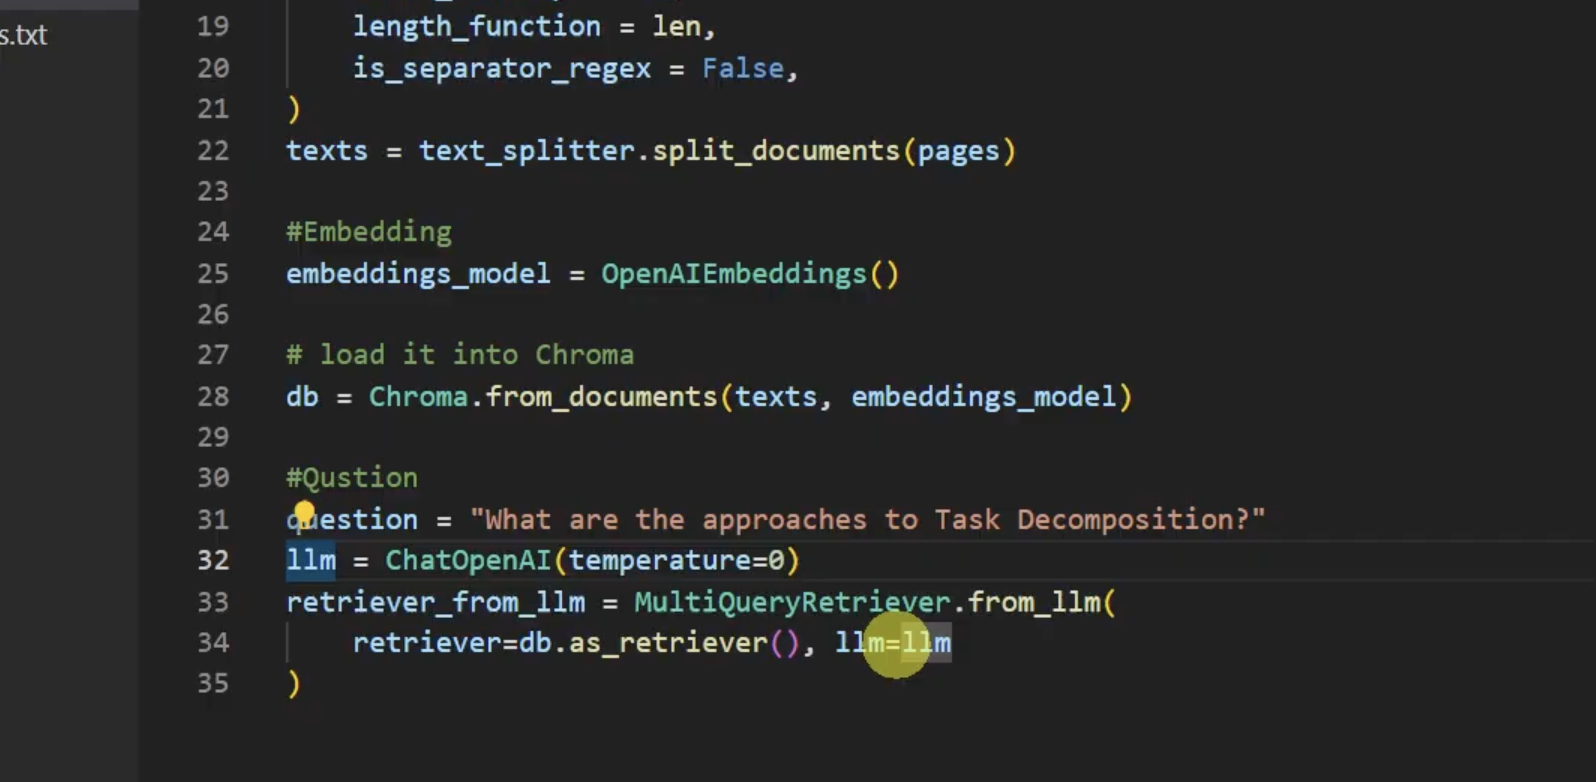 s.txt
19 length_function = len,
20 is_separator_regex = False,
21 )
22 texts = text_splitter.split_documents(pages)
23
24 #Embedding
25 embeddings_model = OpenAIEmbeddings()
26
27 # load it into Chroma
28 db = Chroma.from_documents(texts, embeddings_model)
29
30 #Qustion
31 question = "What are the approaches to Task Decomposition?"
32 llm = ChatOpenAI(temperature=0)
33 retriever_from_llm = MultiQueryRetriever.from_llm(
34 retriever=db.as_retriever(), llm=llm
35 )